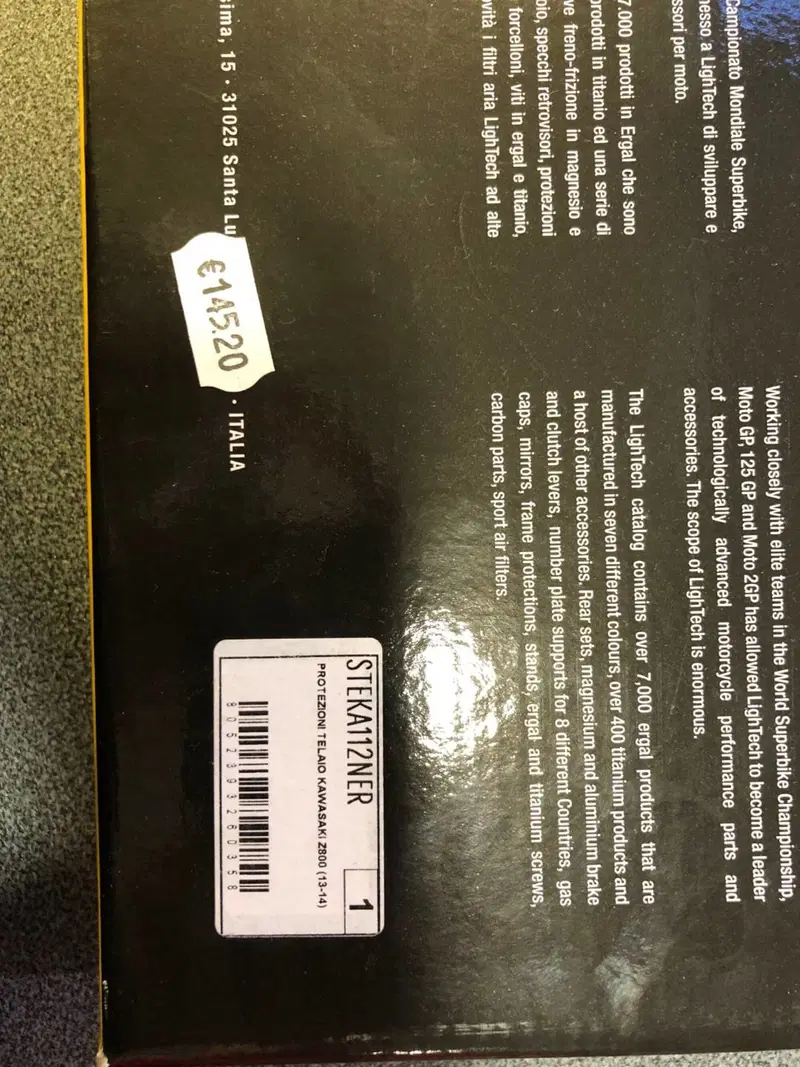 Campionato Mondiale Superbike,
a LighTech di sviluppare e
per moto.
7.000 prodotti in Ergal che sono
prodotti in titanio ed una serie di
freno-frizione in magnesio e
specchi retrovisori, protezioni
forcelloni, viti in ergal e titanio,
i filtri aria LighTech ad alte
15 • 31025 Santa Lu
€145.20
• ITALIA
Working closely with elite teams in the World Superbike Championship,
Moto GP, 125 GP and Moto 2GP has allowed LighTech to become a leader
of technologically advanced motorcycle performance parts and
accessories. The scope of LighTech is enormous.
The LighTech catalog contains over 7,000 ergal products that are
manufactured in seven different colours, over 400 titanium products and
a host of other accessories. Rear sets, magnesium and aluminium brake
and clutch levers, number plate supports for 8 different Countries, gas
caps, mirrors, frame protections, stands, ergal and titanium screws,
carbon parts, sport air filters.
STEKA112NER
1
PROTEZIONI TELAIO KAWASAKI Z800 (13-14)
8052393260358